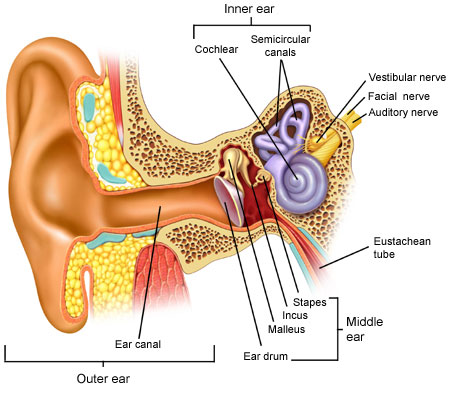 Inner ear
Cochlear
Semicircular
canals
Vestibular nerve
Facial nerve
Auditory nerve
Eustachean
tube
Stapes
Incus
Malleus
Middle
ear
Ear canal
Ear drum
Outer ear